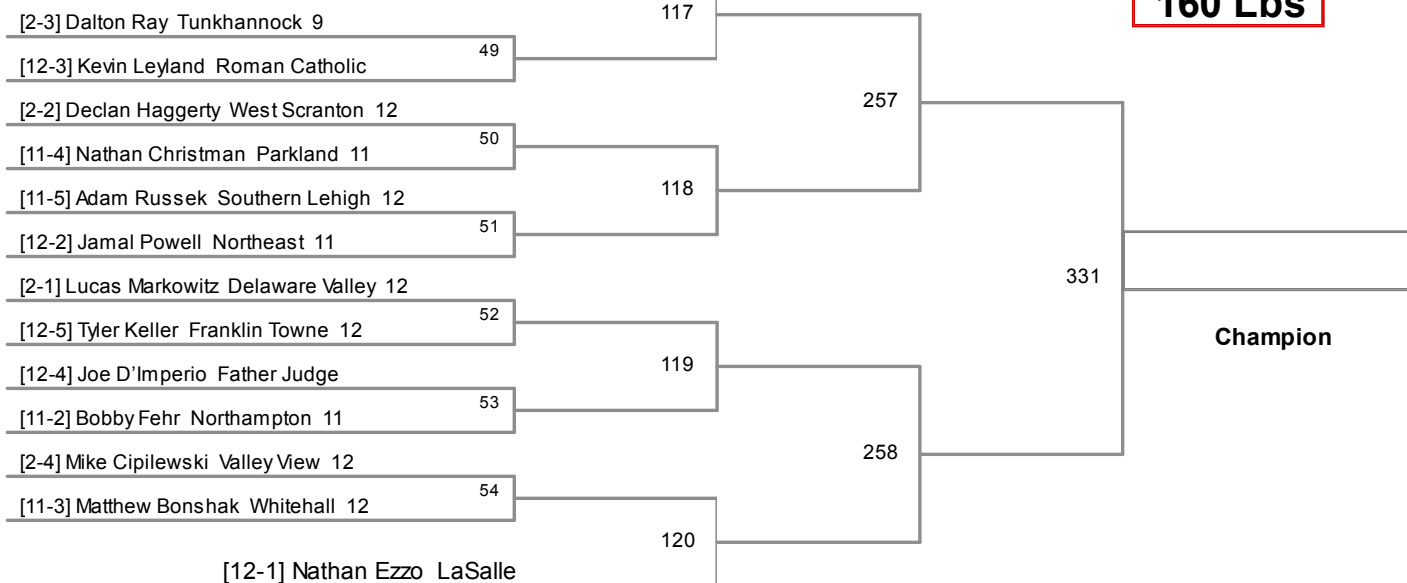 160 Lbs
117
[2-3] Dalton Ray Tunkhannock 9
49
[12-3] Kevin Leyland Roman Catholic
[2-2] Declan Haggerty West Scranton 12
257
50
[11-4] Nathan Christman Parkland 11
118
[11-5] Adam Russek Southern Lehigh 12
51
[12-2] Jamal Powell Northeast 11
[2-1] Lucas Markowitz Delaware Valley 12
331
52
[12-5] Tyler Keller Franklin Towne 12
Champion
119
[12-4] Joe D'Imperio Father Judge
53
[11-2] Bobby Fehr Northampton 11
258
[2-4] Mike Cipilewski Valley View 12
54
[11-3] Matthew Bonshak Whitehall 12
120
[12-1] Nathan Ezzo LaSalle